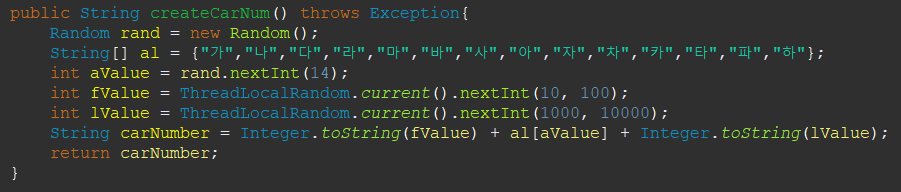 public String createCarNum() throws Exception{
    Random rand = new Random();
    String[] al = {"가","나","다","라","마","바","사","아","자","차","카","타","파","하"};
    int aValue = rand.nextInt(14);
    int fValue = ThreadLocalRandom.current().nextInt(10, 100);
    int lValue = ThreadLocalRandom.current().nextInt(1000, 10000);
    String carNumber = Integer.toString(fValue) + al[aValue] + Integer.toString(lValue);
    return carNumber;
}